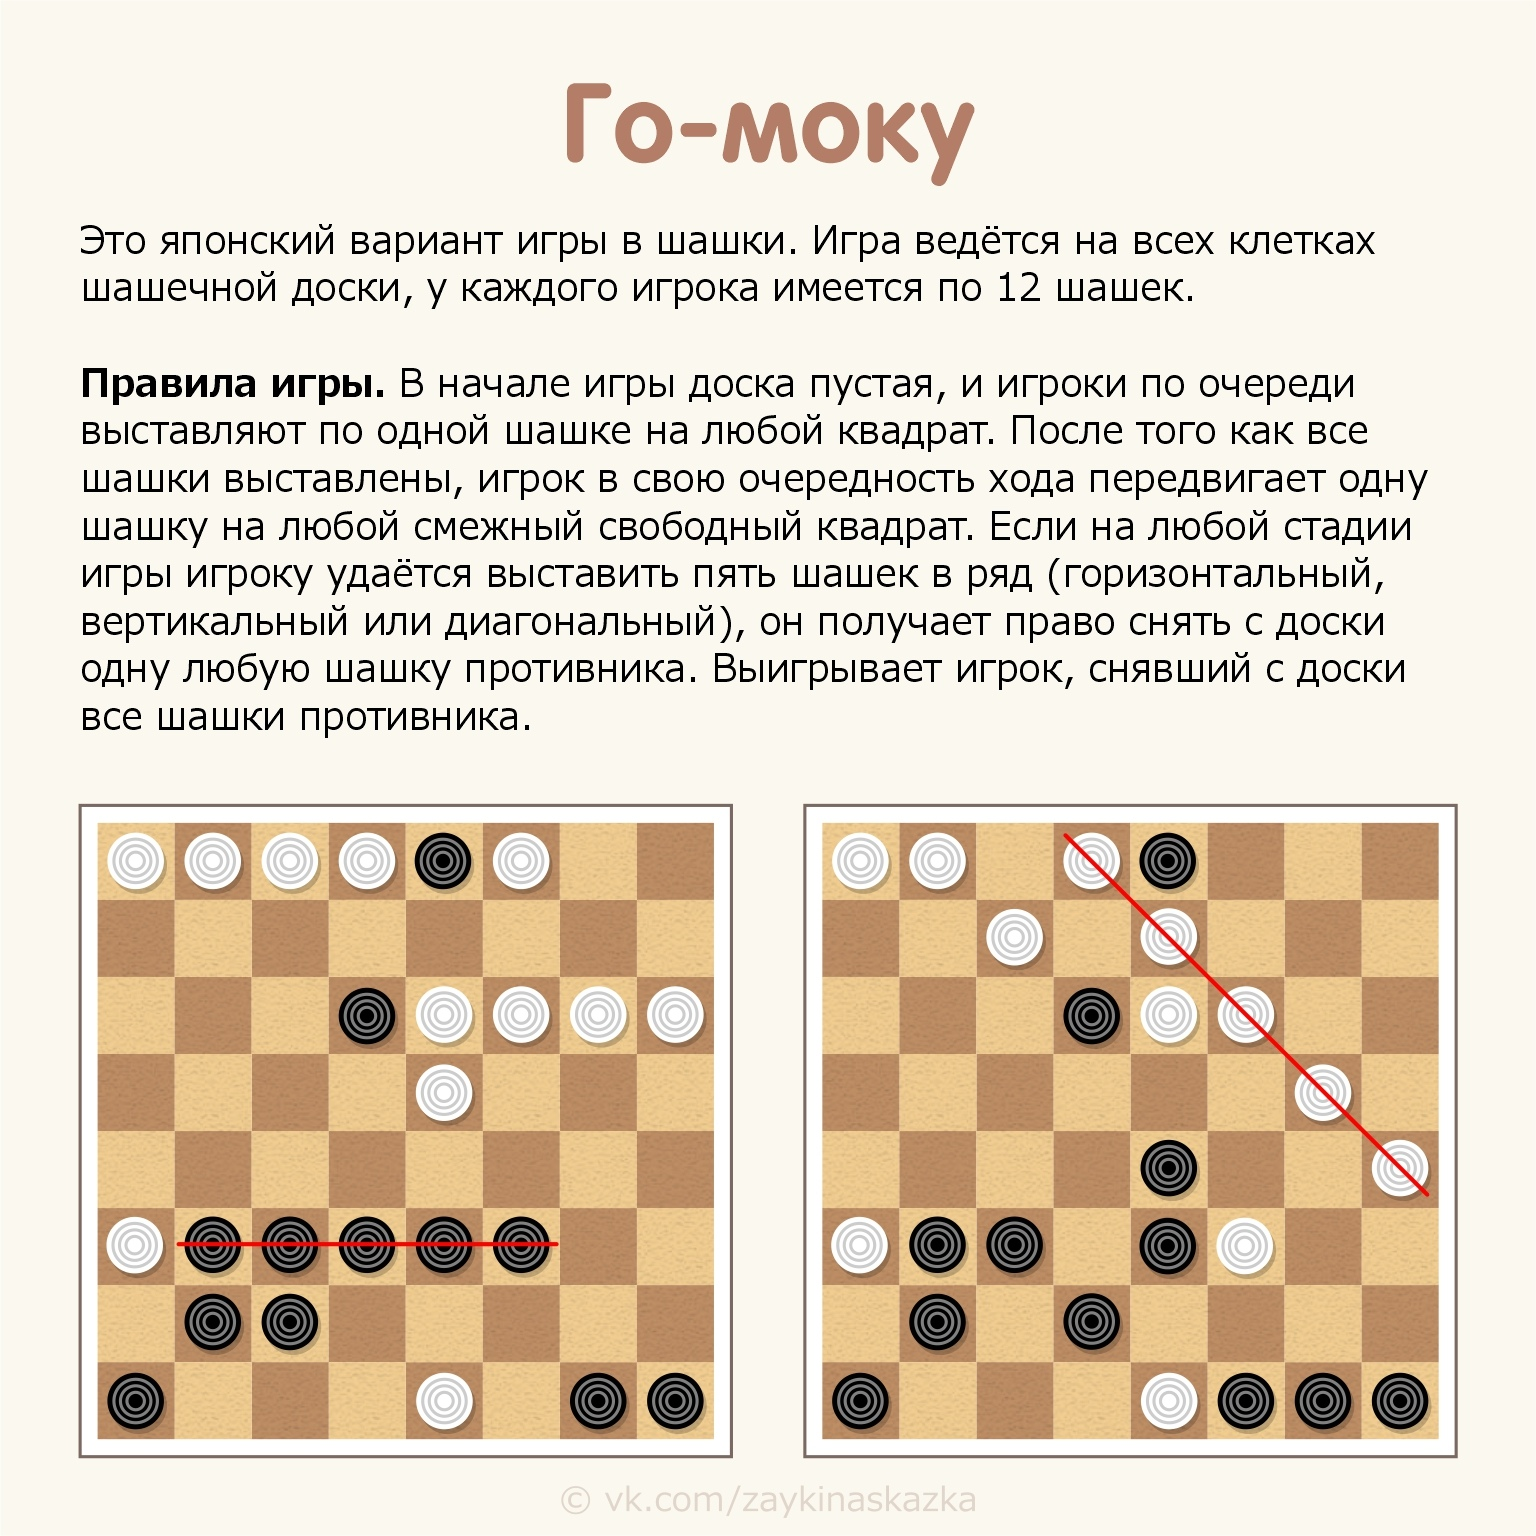 Го-моку
Это японский вариант игры в шашки. Игра ведётся на всех клетках
шашечной доски, у каждого игрока имеется по 12 шашек.
Правила игры. В начале игры доска пустая, и игроки по очереди
выставляют по одной шашке на любой квадрат. После того как все
шашки выставлены, игрок в свою очередность хода передвигает одну
шашку на любой смежный свободный квадрат. Если на любой стадии
игры игроку удаётся выставить пять шашек в ряд (горизонтальный,
вертикальный или диагональный), он получает право снять с доски
одну любую шашку противника. Выигрывает игрок, снявший с доски
все шашки противника.
© vk.com/zaykinaskazka